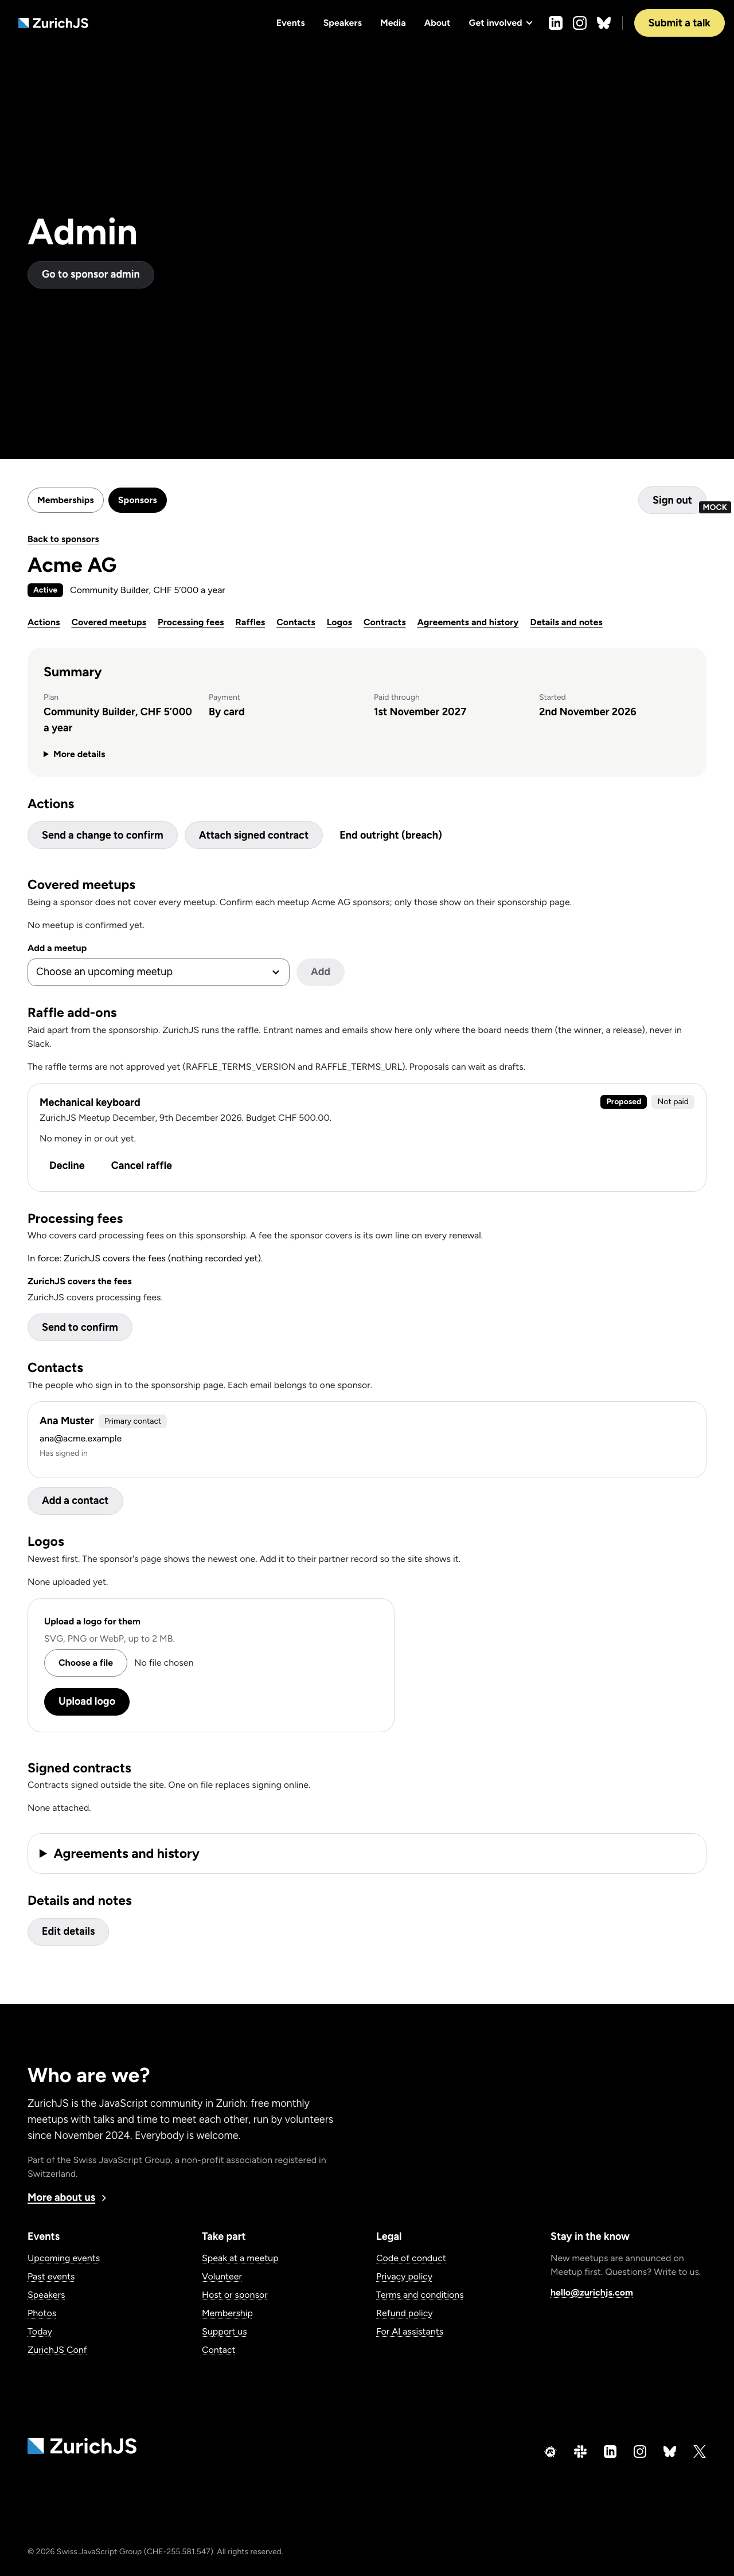 ZurichJS
Events
Speakers
Media
About
Get involved
Submit a talk
Admin
Go to sponsor admin
Memberships
Sponsors
Sign out
MOCK
Back to sponsors
Acme AG
Active
Community Builder, CHF 5'000 a year
Actions
Covered meetups
Processing fees
Raffles
Contacts
Logos
Contracts
Agreements and history
Details and notes
Summary
Plan
Community Builder, CHF 5'000
a year
Payment
By card
Paid through
1st November 2027
Started
2nd November 2026
More details
Actions
Send a change to confirm
Attach signed contract
End outright (breach)
Covered meetups
Being a sponsor does not cover every meetup. Confirm each meetup Acme AG sponsors; only those show on their sponsorship page.
No meetup is confirmed yet.
Add a meetup
Choose an upcoming meetup
Add
Raffle add-ons
Paid apart from the sponsorship. ZurichJS runs the raffle. Entrant names and emails show here only where the board needs them (the winner, a release), never in
Slack.
The raffle terms are not approved yet (RAFFLE_TERMS_VERSION and RAFFLE_TERMS_URL). Proposals can wait as drafts.
Mechanical keyboard
Proposed
Not paid
ZurichJS Meetup December, 9th December 2026. Budget CHF 500.00.
No money in or out yet.
Decline
Cancel raffle
Processing fees
Who covers card processing fees on this sponsorship. A fee the sponsor covers is its own line on every renewal.
In force: ZurichJS covers the fees (nothing recorded yet).
ZurichJS covers the fees
ZurichJS covers processing fees.
Send to confirm
Contacts
The people who sign in to the sponsorship page. Each email belongs to one sponsor.
Ana Muster
Primary contact
ana@acme.example
Has signed in
Add a contact
Logos
Newest first. The sponsor's page shows the newest one. Add it to their partner record so the site shows it.
None uploaded yet.
Upload a logo for them
SVG, PNG or WebP, up to 2 MB.
Choose a file
No file chosen
Upload logo
Signed contracts
Contracts signed outside the site. One on file replaces signing online.
None attached.
Agreements and history
Details and notes
Edit details
Who are we?
ZurichJS is the JavaScript community in Zurich: free monthly
meetups with talks and time to meet each other, run by volunteers
since November 2024. Everybody is welcome.
Part of the Swiss JavaScript Group, a non-profit association registered in
Switzerland.
More about us
Events
Upcoming events
Past events
Speakers
Photos
Today
ZurichJS Conf
Take part
Speak at a meetup
Volunteer
Host or sponsor
Membership
Support us
Contact
Legal
Code of conduct
Privacy policy
Terms and conditions
Refund policy
For AI assistants
Stay in the know
New meetups are announced on
Meetup first. Questions? Write to us.
hello@zurichjs.com
ZurichJS
© 2026 Swiss JavaScript Group (CHE-255.581.547). All rights reserved.